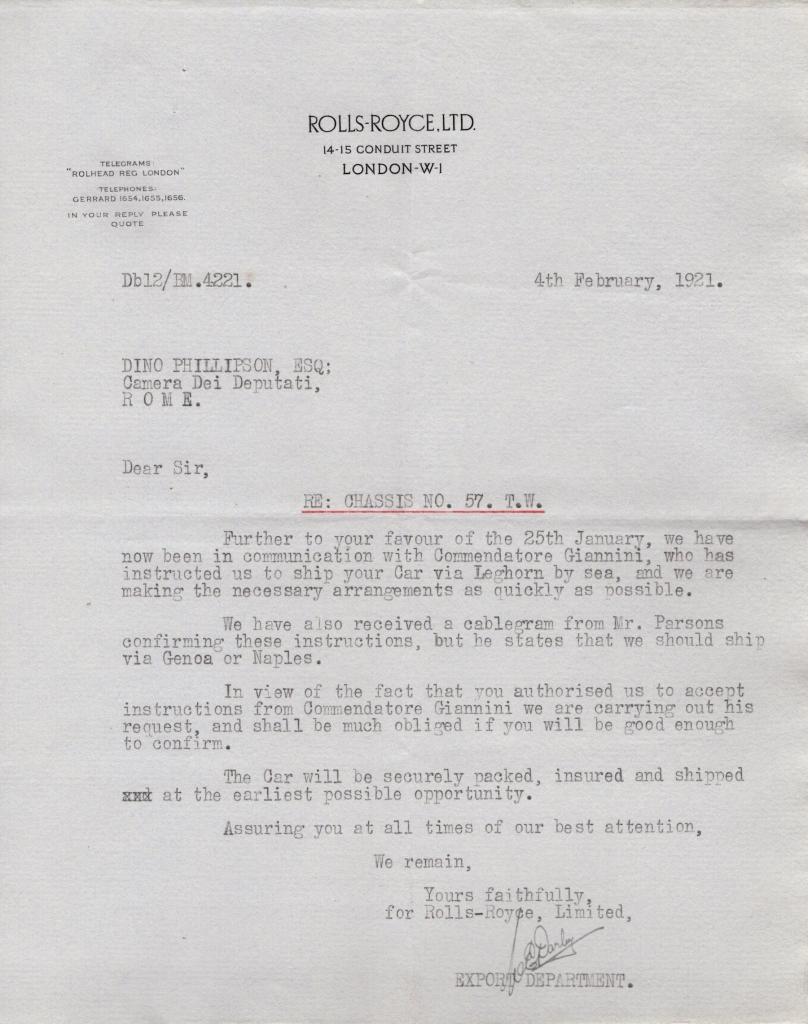 ROLLS-ROYCE, LTD.
14-15 CONDUIT STREET
LONDON-W-1
TELEGRAMS:
"ROLHEAD REG LONDON"
TELEPHONES:
GERRARD 1654,1655,1656.
IN YOUR REPLY PLEASE
QUOTE
Db12/EM.4221.
4th February, 1921.
DINO PHILLIPSON, ESQ;
Camera Dei Deputati,
R O M E.
Dear Sir,
RE: CHASSIS NO. 57. T.W.
Further to your favour of the 25th January, we have
now been in communication with Commendatore Giannini, who has
instructed us to ship your Car via Leghorn by sea, and we are
making the necessary arrangements as quickly as possible.
We have also received a cablegram from Mr. Parsons
confirming these instructions, but he states that we should ship
via Genoa or Naples.
In view of the fact that you authorised us to accept
instructions from Commendatore Giannini we are carrying out his
request, and shall be much obliged if you will be good enough
to confirm.
The Car will be securely packed, insured and shipped
at the earliest possible opportunity.
Assuring you at all times of our best attention,
We remain,
Yours faithfully,
for Rolls-Royce, Limited,
Darby
EXPORT DEPARTMENT.